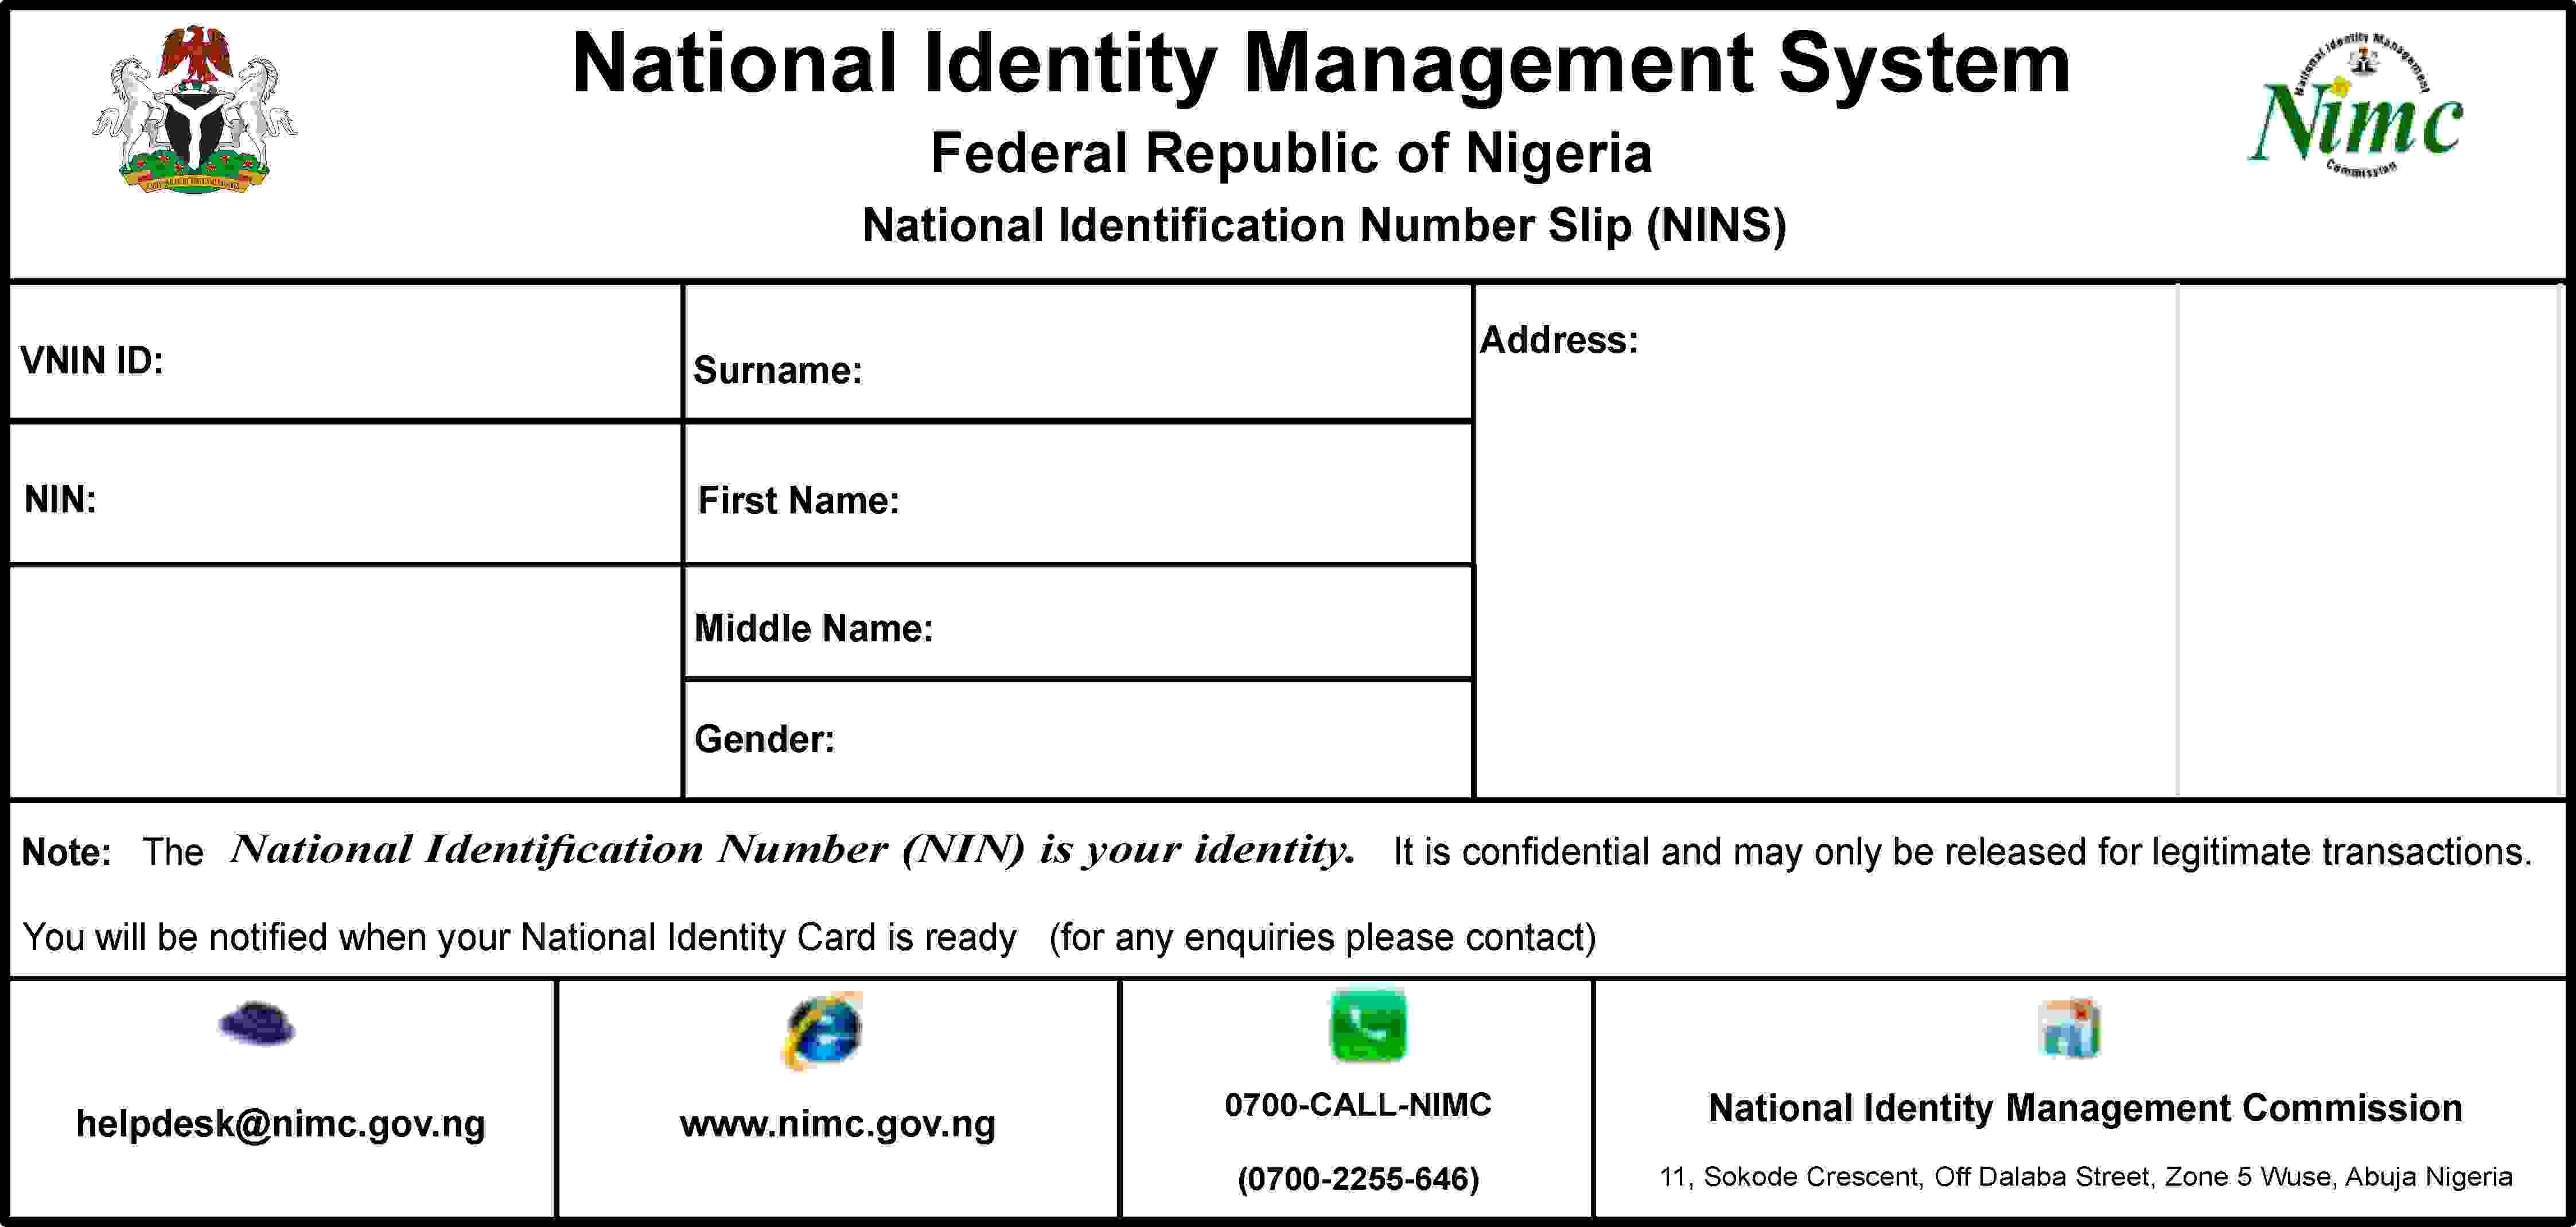 National Identity Management System
Federal Republic of Nigeria
National Identification Number Slip (NINS)
National Identity Management
Nimc
Commission
VNIN ID:
Surname:
Address:
NIN:
First Name:
Middle Name:
Gender:
Note: The National Identification Number (NIN) is your identity. It is confidential and may only be released for legitimate transactions.
You will be notified when your National Identity Card is ready (for any enquiries please contact)
helpdesk@nimc.gov.ng
www.nimc.gov.ng
0700-CALL-NIMC
(0700-2255-646)
National Identity Management Commission
11, Sokode Crescent, Off Dalaba Street, Zone 5 Wuse, Abuja Nigeria